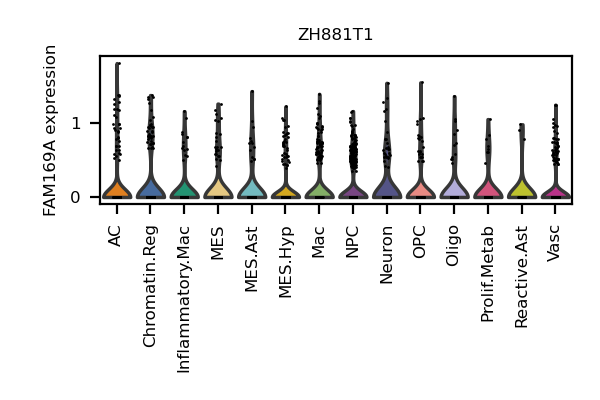 ZH881T1
FAM169A expression
1
0
AC
Chromatin.Reg
Inflammatory.Mac
MES
MES.Ast
MES.Hyp
Mac
NPC
Neuron
OPC
Oligo
Prolif.Metab
Reactive.Ast
Vasc